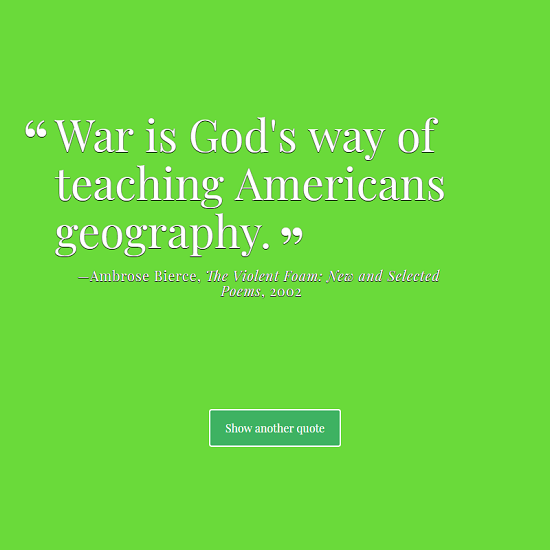 “War is God's way of
teaching Americans
geography.”
—Ambrose Bierce, The Violent Foam: New and Selected
Poems, 2002
Show another quote